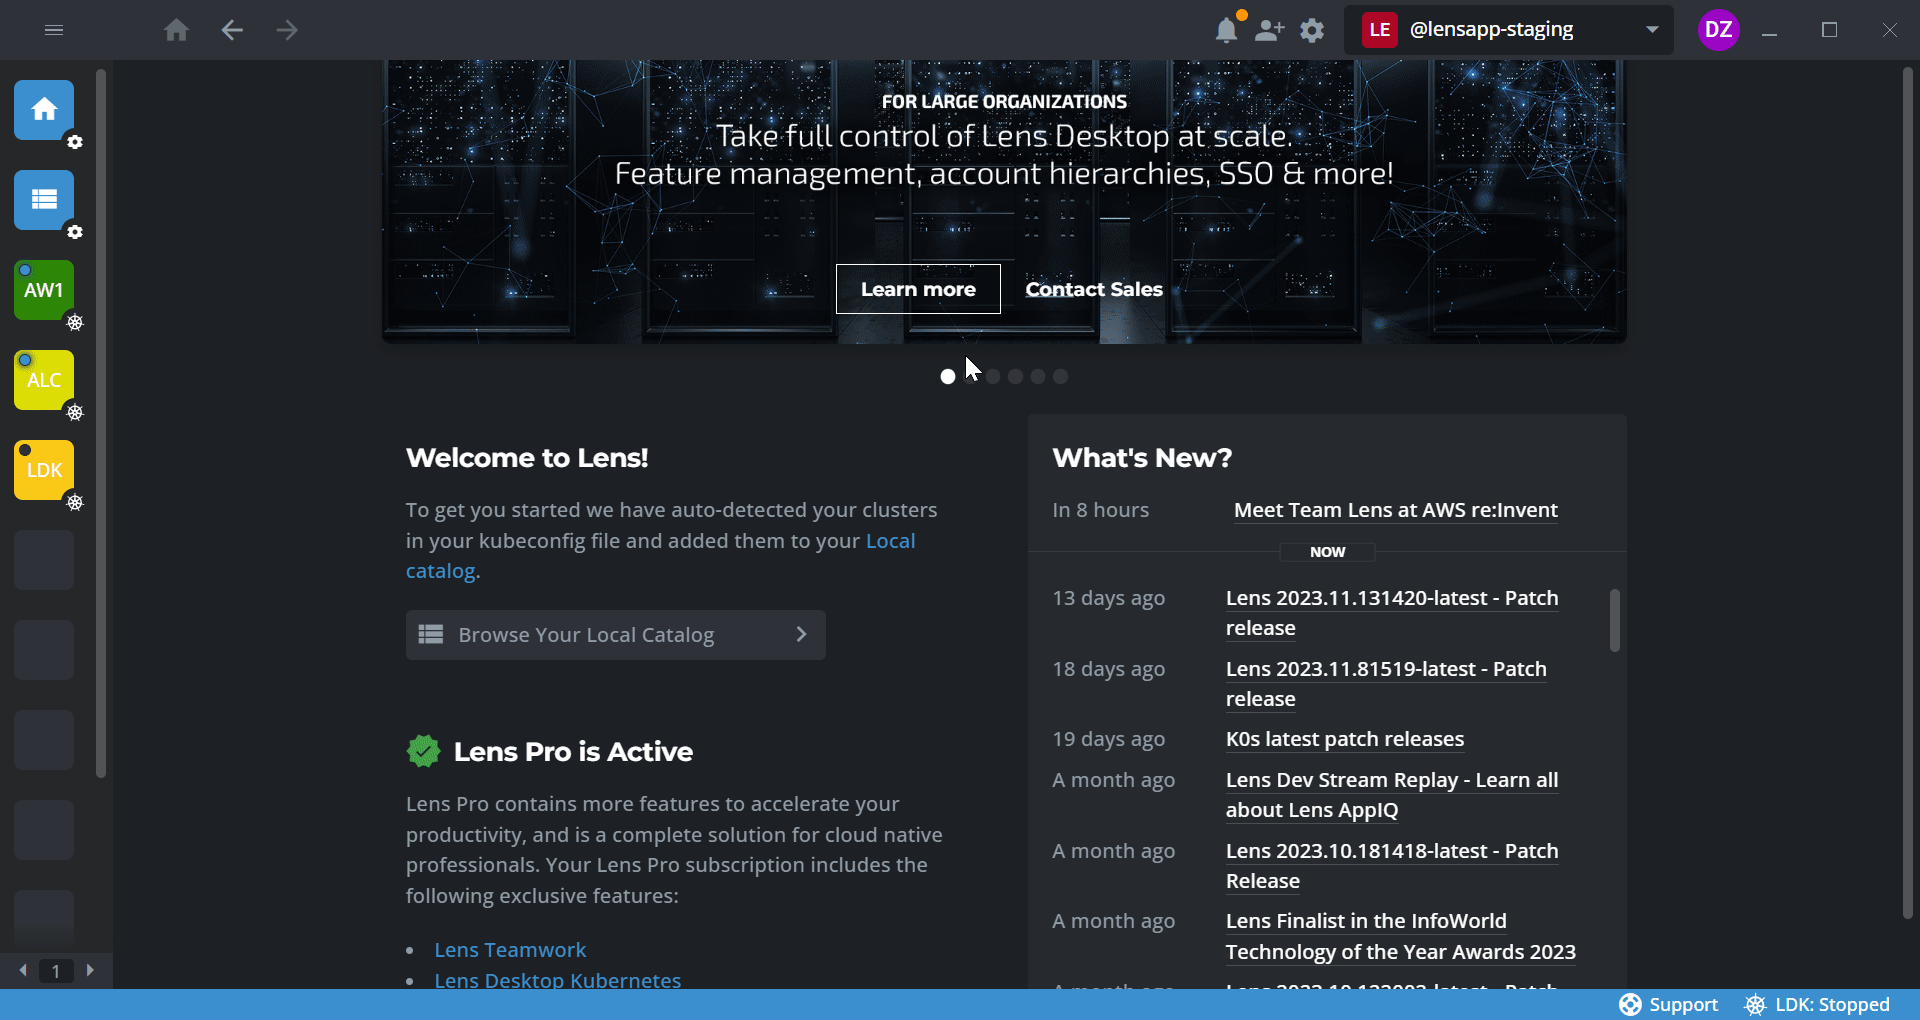 LE @lensapp-staging DZ
FOR LARGE ORGANIZATIONS
Take full control of Lens Desktop at scale.
Feature management, account hierarchies, SSO & more!
Learn more
Contact Sales
AW1
ALC
LDK
Welcome to Lens!
To get you started we have auto-detected your clusters
in your kubeconfig file and added them to your Local
catalog.
Browse Your Local Catalog
Lens Pro is Active
Lens Pro contains more features to accelerate your
productivity, and is a complete solution for cloud native
professionals. Your Lens Pro subscription includes the
following exclusive features:
• Lens Teamwork
• Lens Desktop Kubernetes
What's New?
In 8 hours Meet Team Lens at AWS re:Invent
NOW
13 days ago Lens 2023.11.131420-latest - Patch
release
18 days ago Lens 2023.11.81519-latest - Patch
release
19 days ago K0s latest patch releases
A month ago Lens Dev Stream Replay - Learn all
about Lens AppIQ
A month ago Lens 2023.10.181418-latest - Patch
Release
A month ago Lens Finalist in the InfoWorld
Technology of the Year Awards 2023
1
Support
LDK: Stopped